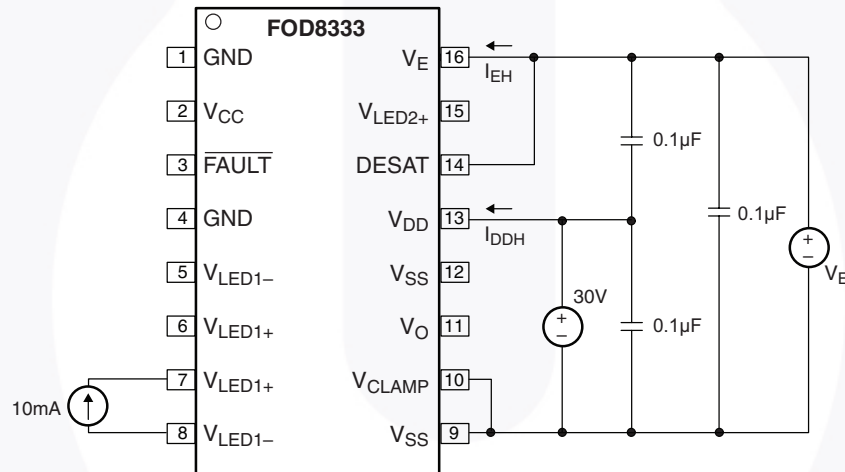 FOD8333
1 GND
2 VCC
3 FAULT
4 GND
5 VLED1–
6 VLED1+
7 VLED1+
8 VLED1–
VE 16
VLED2+ 15
DESAT 14
VDD 13
VSS 12
VO 11
VCLAMP 10
VSS 9
10mA
IEH
IDDH
30V
+
–
0.1µF
0.1µF
0.1µF
+
–